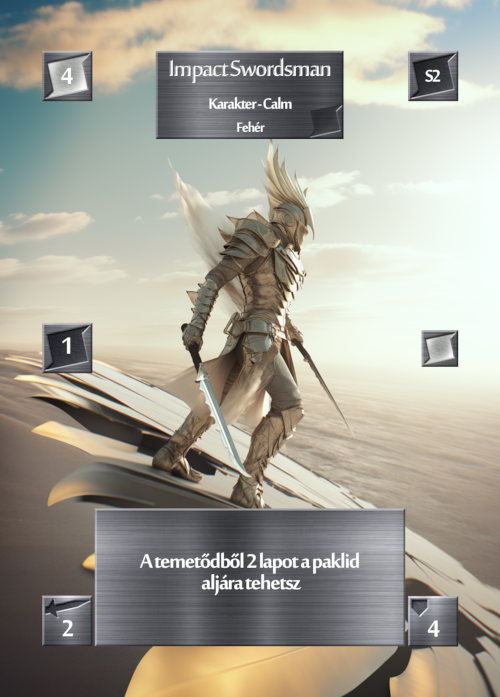 4
Impact Swordsman
S2
Karakter - Calm
Fehér
1
A temetődből 2 lapot a paklid
aljára tehetsz
2
4